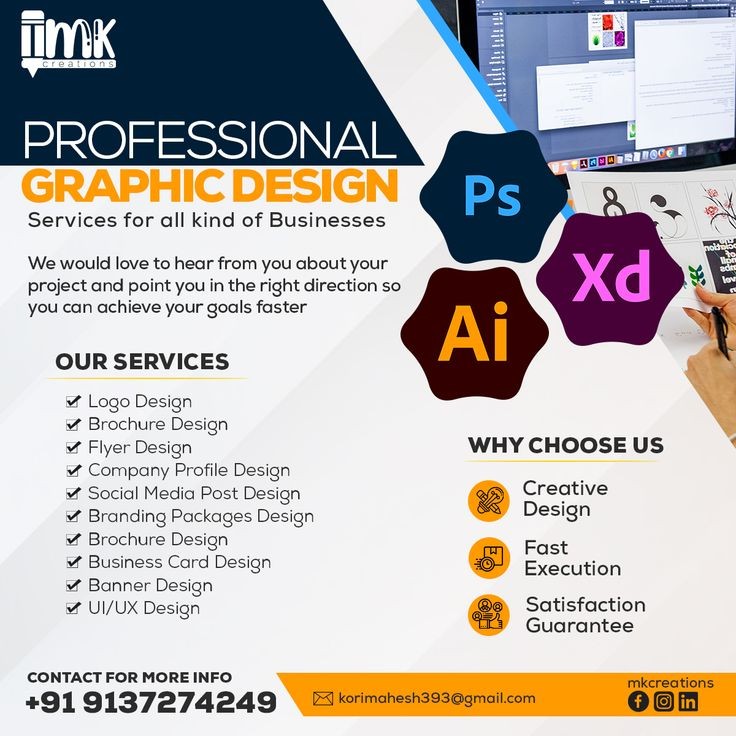 imk
creations
PROFESSIONAL
GRAPHIC DESIGN
Services for all kind of Businesses
We would love to hear from you about your
project and point you in the right direction so
you can achieve your goals faster
Ps
Xd
Ai
OUR SERVICES
Logo Design
Brochure Design
Flyer Design
Company Profile Design
Social Media Post Design
Branding Packages Design
Brochure Design
Business Card Design
Banner Design
UI/UX Design
WHY CHOOSE US
Creative
Design
Fast
Execution
Satisfaction
Guarantee
CONTACT FOR MORE INFO
+91 9137274249
korimahesh393@gmail.com
mkcreations